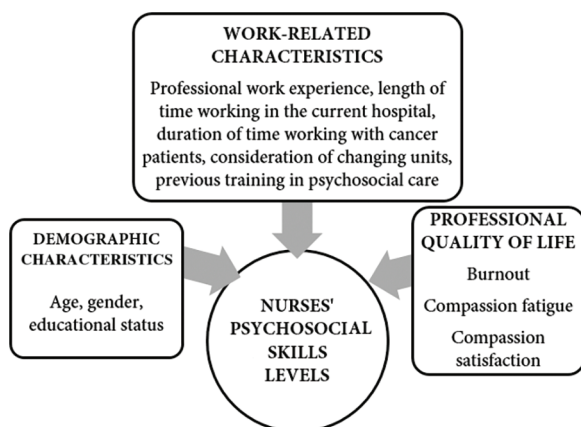 WORK-RELATED
CHARACTERISTICS
Professional work experience, length of
time working in the current hospital,
duration of time working with cancer
patients, consideration of changing units,
previous training in psychosocial care
DEMOGRAPHIC
CHARACTERISTICS
Age, gender,
educational status
NURSES'
PSYCHOSOCIAL
SKILLS
LEVELS
PROFESSIONAL
QUALITY OF LIFE
Burnout
Compassion fatigue
Compassion
satisfaction